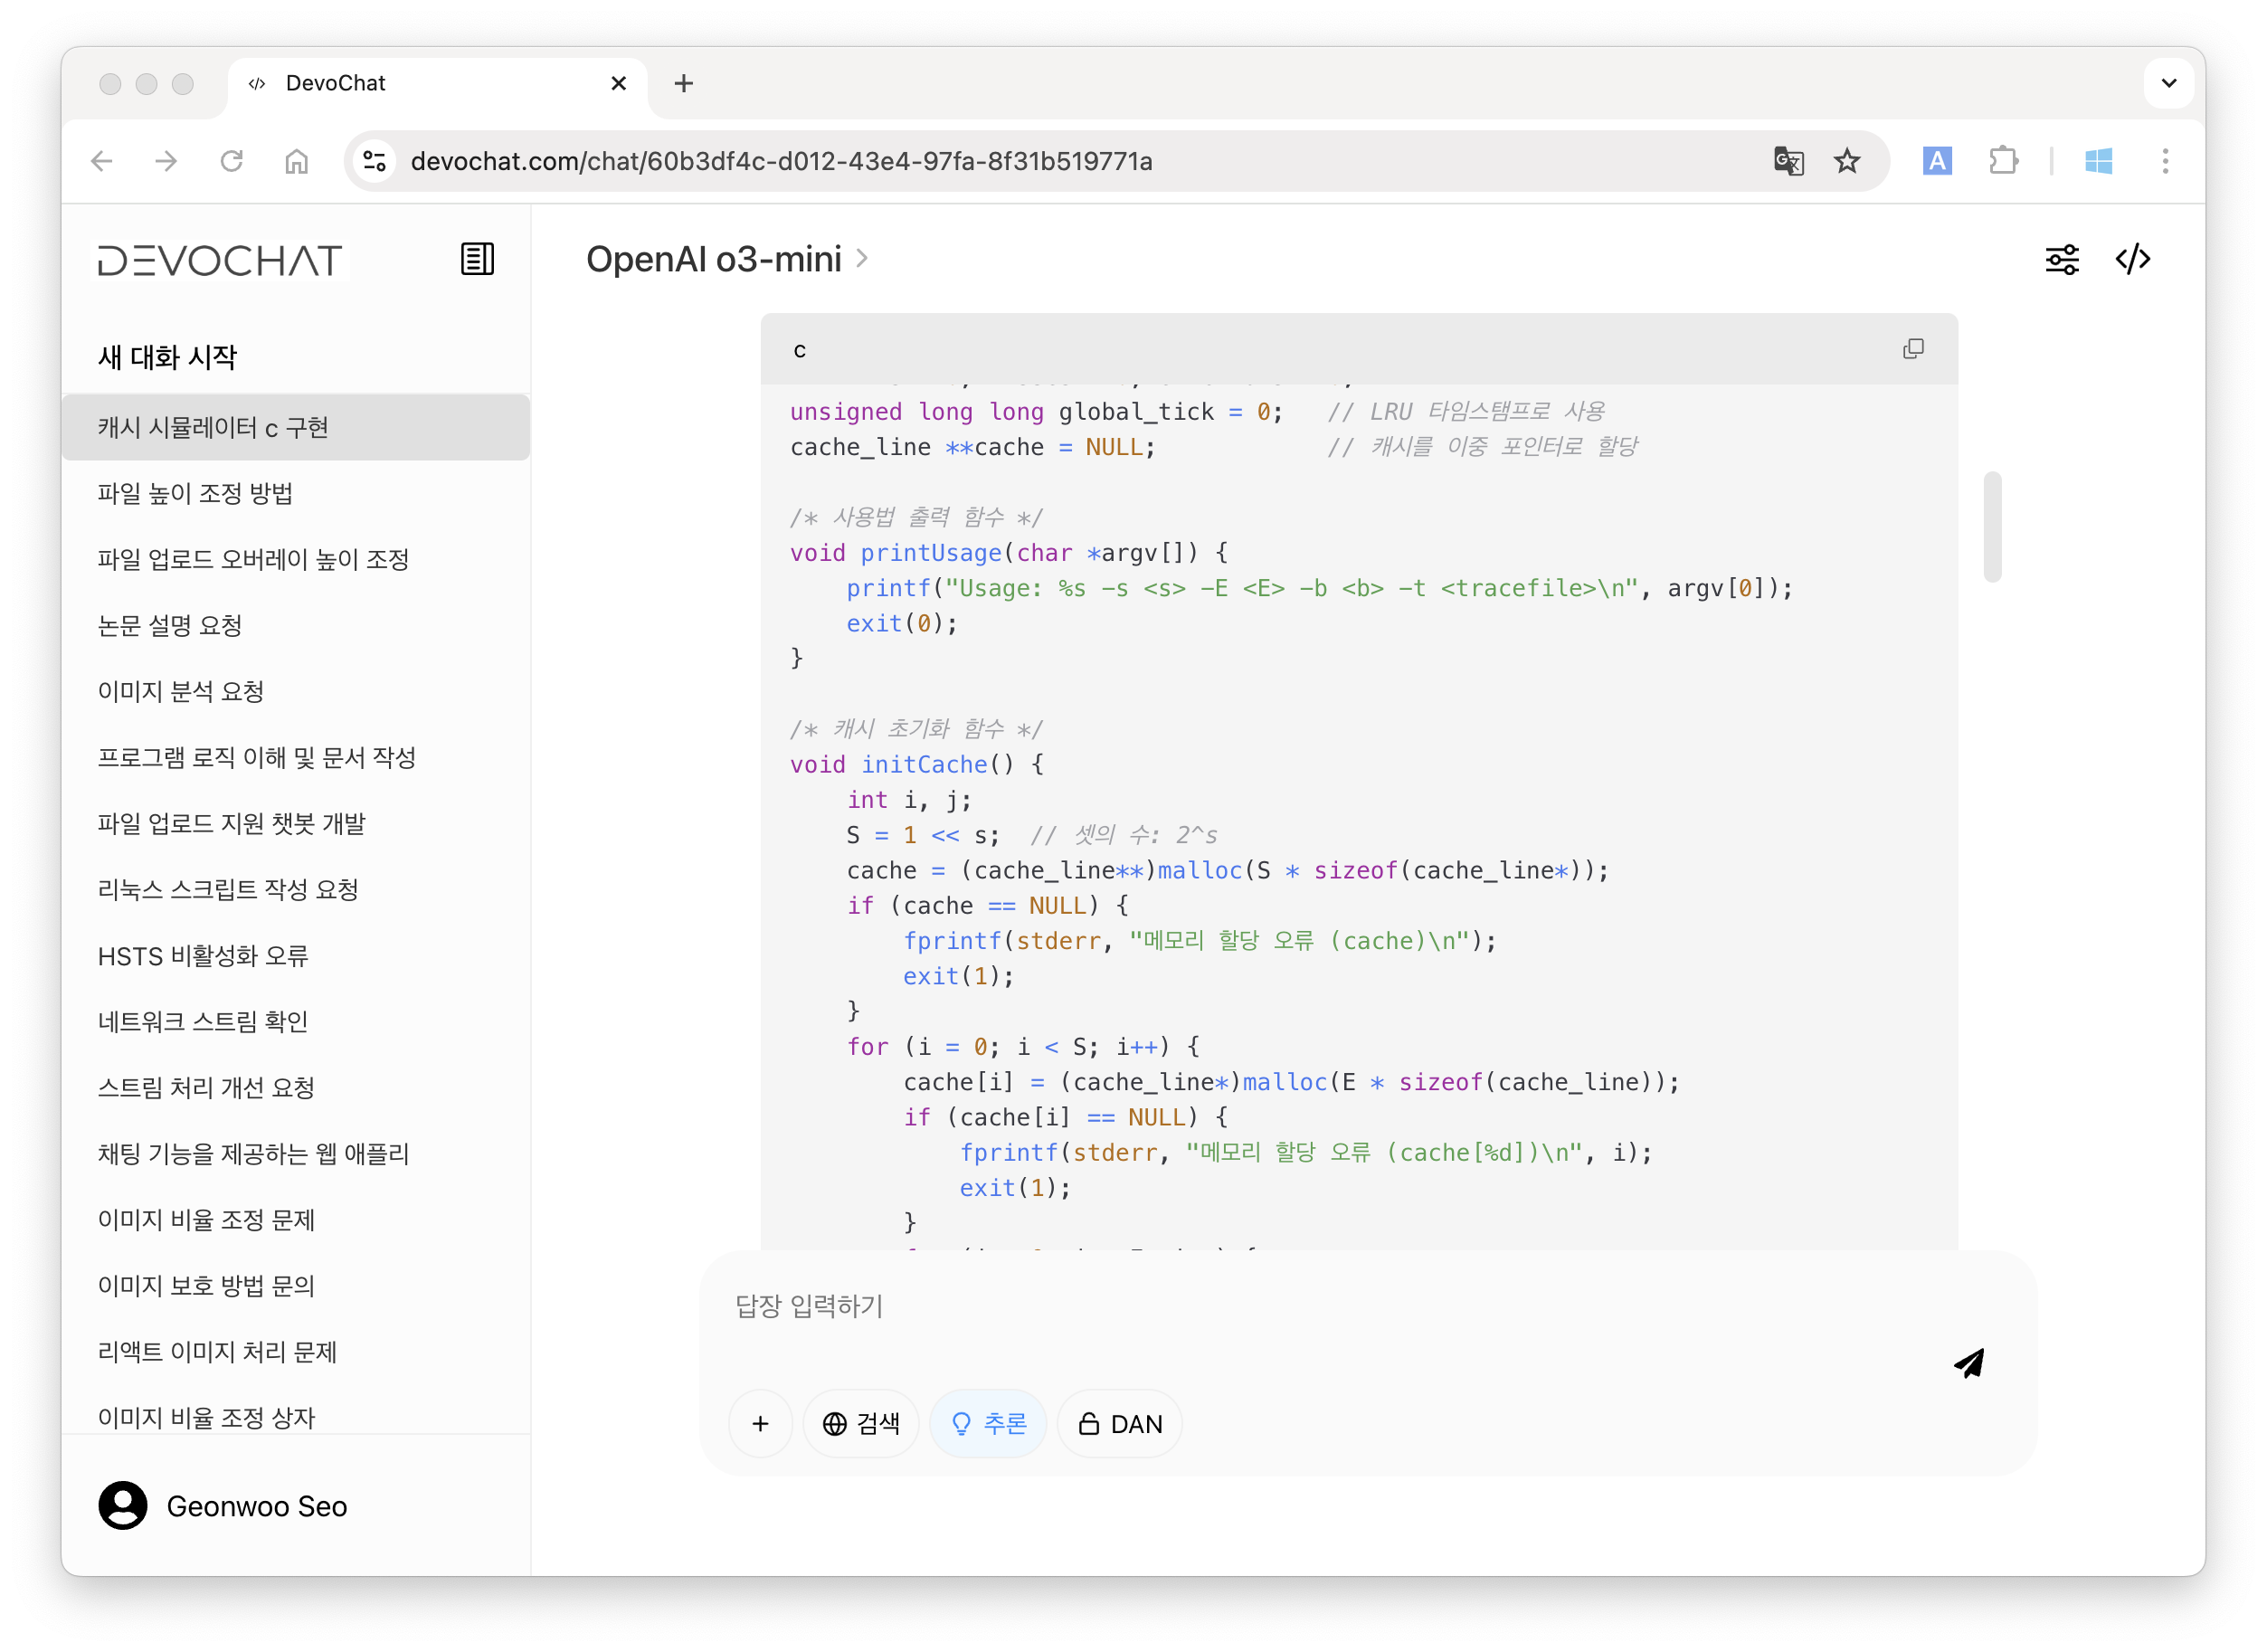 DevoChat
devochat.com/chat/60b3df4c-d012-43e4-97fa-8f31b519771a
A
DEVOCHAT
새 대화 시작
캐시 시뮬레이터 c 구현
파일 높이 조정 방법
파일 업로드 오버레이 높이 조정
논문 설명 요청
이미지 분석 요청
프로그램 로직 이해 및 문서 작성
파일 업로드 지원 챗봇 개발
리눅스 스크립트 작성 요청
HSTS 비활성화 오류
네트워크 스트림 확인
스트림 처리 개선 요청
채팅 기능을 제공하는 웹 애플리
이미지 비율 조정 문제
이미지 보호 방법 문의
리액트 이미지 처리 문제
이미지 비율 조정 상자
Geonwoo Seo
OpenAI o3-mini
c
unsigned long long global_tick = 0;   // LRU 타임스탬프로 사용
cache_line **cache = NULL;            // 캐시를 이중 포인터로 할당
/* 사용법 출력 함수 */
void printUsage(char *argv[]) {
    printf("Usage: %s -s <s> -E <E> -b <b> -t <tracefile>\n", argv[0]);
    exit(0);
}
/* 캐시 초기화 함수 */
void initCache() {
    int i, j;
    S = 1 << s;  // 셋의 수: 2^s
    cache = (cache_line**)malloc(S * sizeof(cache_line*));
    if (cache == NULL) {
        fprintf(stderr, "메모리 할당 오류 (cache)\n");
        exit(1);
    }
    for (i = 0; i < S; i++) {
        cache[i] = (cache_line*)malloc(E * sizeof(cache_line));
        if (cache[i] == NULL) {
            fprintf(stderr, "메모리 할당 오류 (cache[%d])\n", i);
            exit(1);
        }
답장 입력하기
검색
추론
DAN